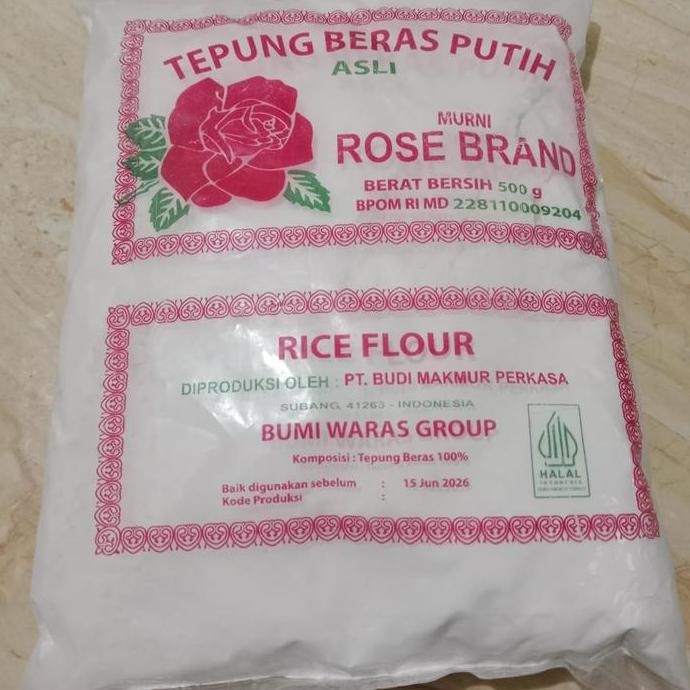 TEPUNG BERAS PUTIH
ASLI
MURNI
ROSE BRAND
BERAT BERSIH 500 g
BPOM RI MD 228110009204
RICE FLOUR
DIPRODUKSI OLEH : PT. BUDI MAKMUR PERKASA
SUBANG, 41263 - INDONESIA
BUMI WARAS GROUP
Komposisi : Tepung Beras 100%
Baik digunakan sebelum : 15 Jun 2026
Kode Produksi :
HALAL
INDONESIA